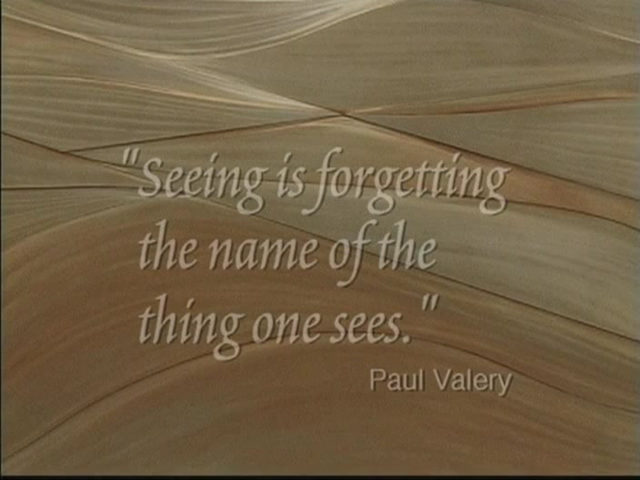 "Seeing is forgetting
the name of the
thing one sees."
Paul Valery